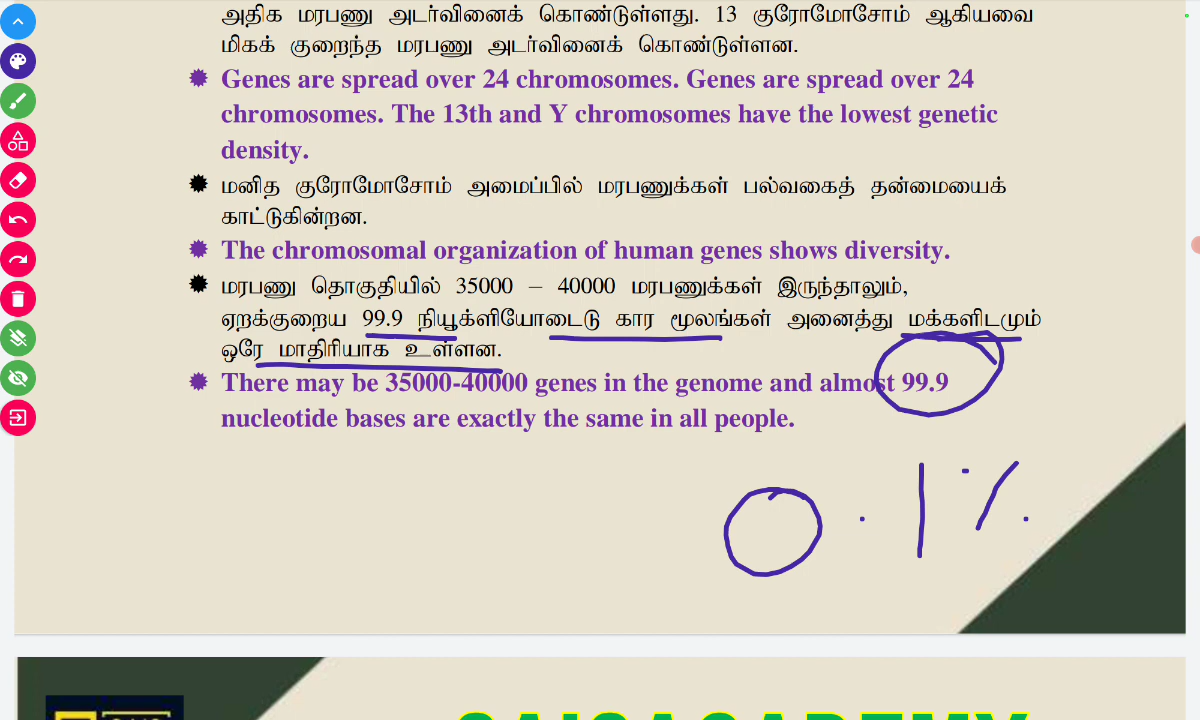 அதிக மரபணு அடர்வினைக் கொண்டுள்ளது. 13 குரோமோசோம் ஆகியவை
மிகக் குறைந்த மரபணு அடர்வினைக் கொண்டுள்ளன.
Genes are spread over 24 chromosomes. Genes are spread over 24
chromosomes. The 13th and Y chromosomes have the lowest genetic
density.
மனித குரோமோசோம் அமைப்பில் மரபணுக்கள் பல்வகைத் தன்மையைக்
காட்டுகின்றன.
The chromosomal organization of human genes shows diversity.
மரபணு தொகுதியில் 35000 – 40000 மரபணுக்கள் இருந்தாலும்,
ஏறக்குறைய 99.9 நியூக்ளியோடைடு கார மூலங்கள் அனைத்து மக்களிடமும்
ஒரே மாதிரியாக உள்ளன.
There may be 35000-40000 genes in the genome and almost 99.9
nucleotide bases are exactly the same in all people.
0.1%